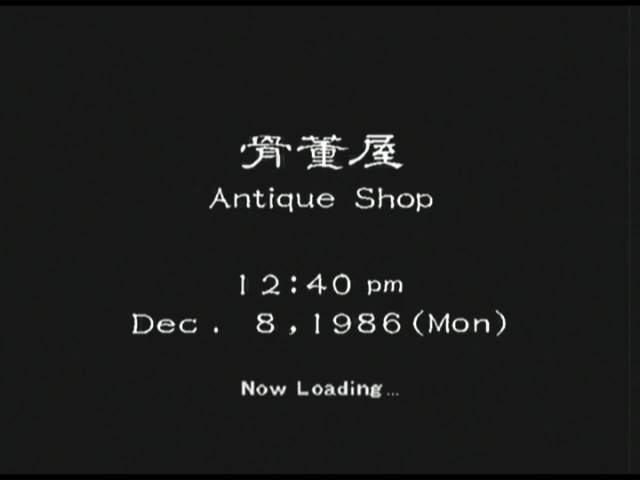 骨董屋
Antique Shop
12:40 pm
Dec. 8,1986(Mon)
Now Loading...